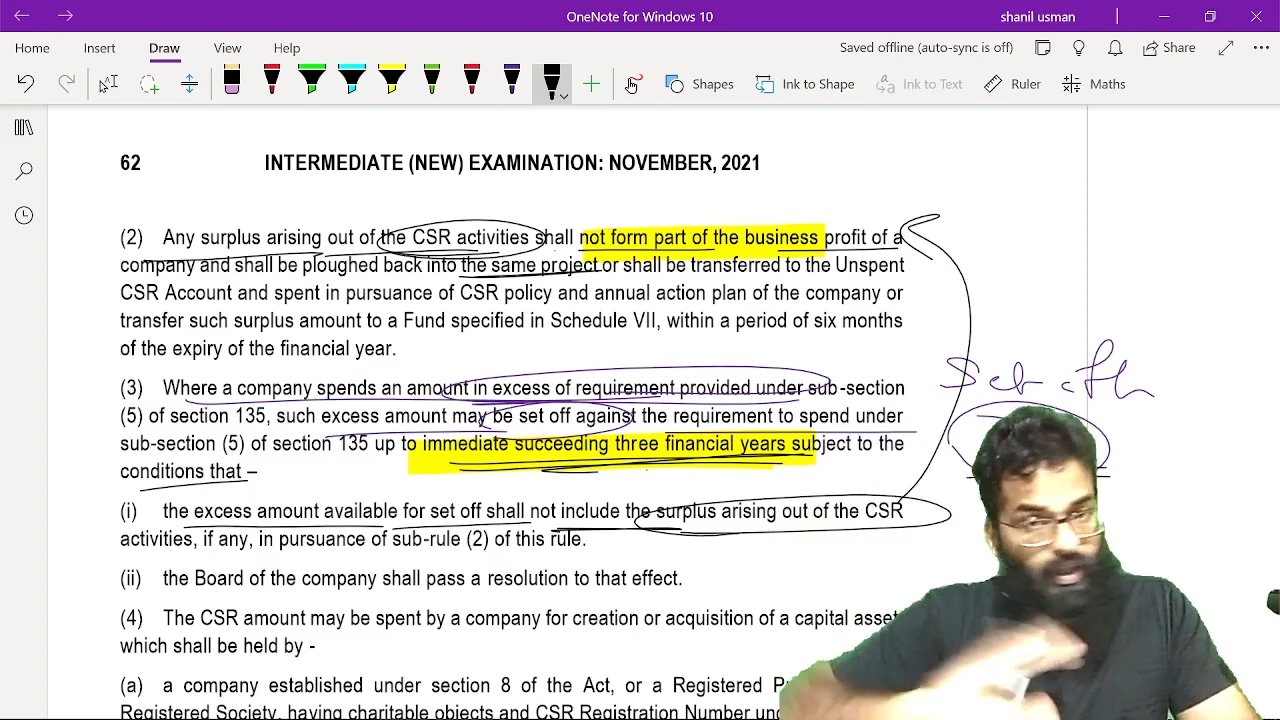 OneNote for Windows 10
shanil usman
Home Insert Draw View Help
Saved offline (auto-sync is off)
Share
Shapes
Ink to Shape
Ink to Text
Ruler
Maths
62 INTERMEDIATE (NEW) EXAMINATION: NOVEMBER, 2021
(2) Any surplus arising out of the CSR activities shall not form part of the business profit of a
company and shall be ploughed back into the same project or shall be transferred to the Unspent
CSR Account and spent in pursuance of CSR policy and annual action plan of the company or
transfer such surplus amount to a Fund specified in Schedule VII, within a period of six months
of the expiry of the financial year.
(3) Where a company spends an amount in excess of requirement provided under sub-section
(5) of section 135, such excess amount may be set off against the requirement to spend under
sub-section (5) of section 135 up to immediate succeeding three financial years subject to the
conditions that –
(i) the excess amount available for set off shall not include the surplus arising out of the CSR
activities, if any, in pursuance of sub-rule (2) of this rule.
(ii) the Board of the company shall pass a resolution to that effect.
(4) The CSR amount may be spent by a company for creation or acquisition of a capital asset
which shall be held by -
(a) a company established under section 8 of the Act, or a Registered
Registered Society, having charitable objects and CSR Registration Number